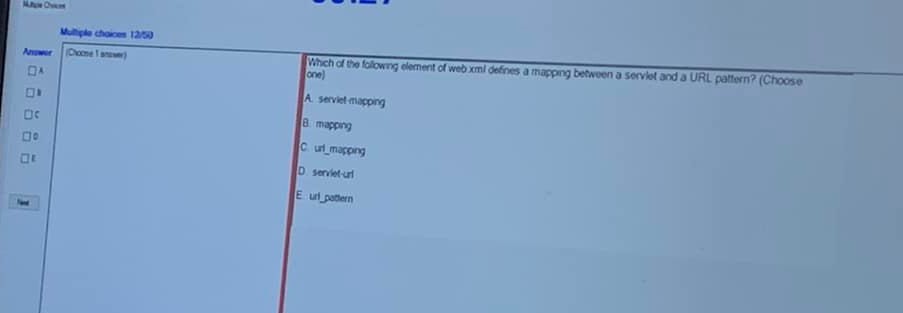 Multiple Choices
Multiple choices 12/50
Answer
(Choose 1 answer)
A
B
C
D
E
Next
Which of the following element of web.xml defines a mapping between a servlet and a URL pattern? (Choose
one)
A. servlet-mapping
B. mapping
C. url_mapping
D. servlet-url
E. url_pattern